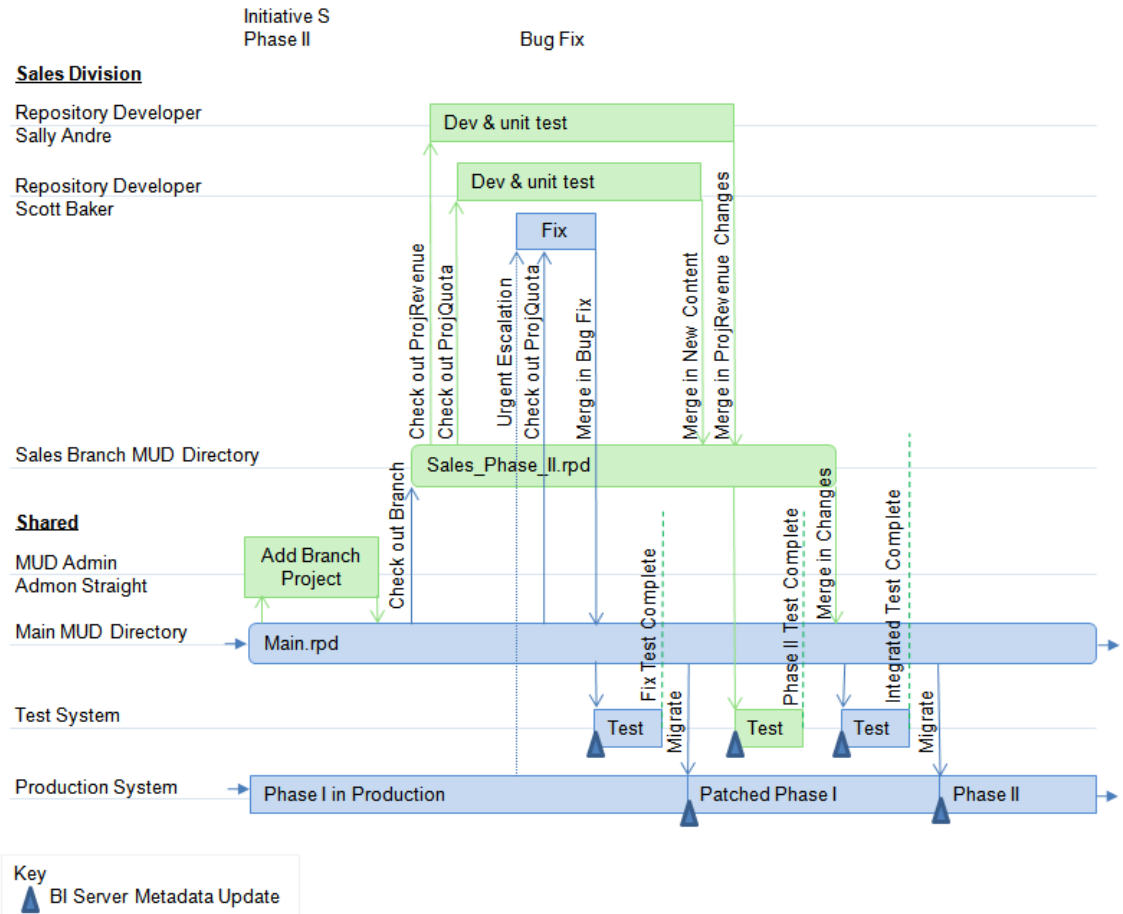 Initiative S
Phase II
Bug Fix
Sales Division
Repository Developer
Sally Andre
Dev & unit test
Repository Developer
Scott Baker
Dev & unit test
Fix
Check out ProjRevenue
Check out ProjQuota
Urgent Escalation
Check out ProjQuota
Merge in Bug Fix
Merge in New Content
Merge in ProjRevenue Changes
Sales Branch MUD Directory
Sales_Phase_II.rpd
Shared
MUD Admin
Admon Straight
Add Branch
Project
Check out Branch
Fix Test Complete
Phase II Test Complete
Merge in Changes
Integrated Test Complete
Main MUD Directory
Main.rpd
Test System
Test
Migrate
Test
Test
Migrate
Production System
Phase I in Production
Patched Phase I
Phase II
Key
BI Server Metadata Update